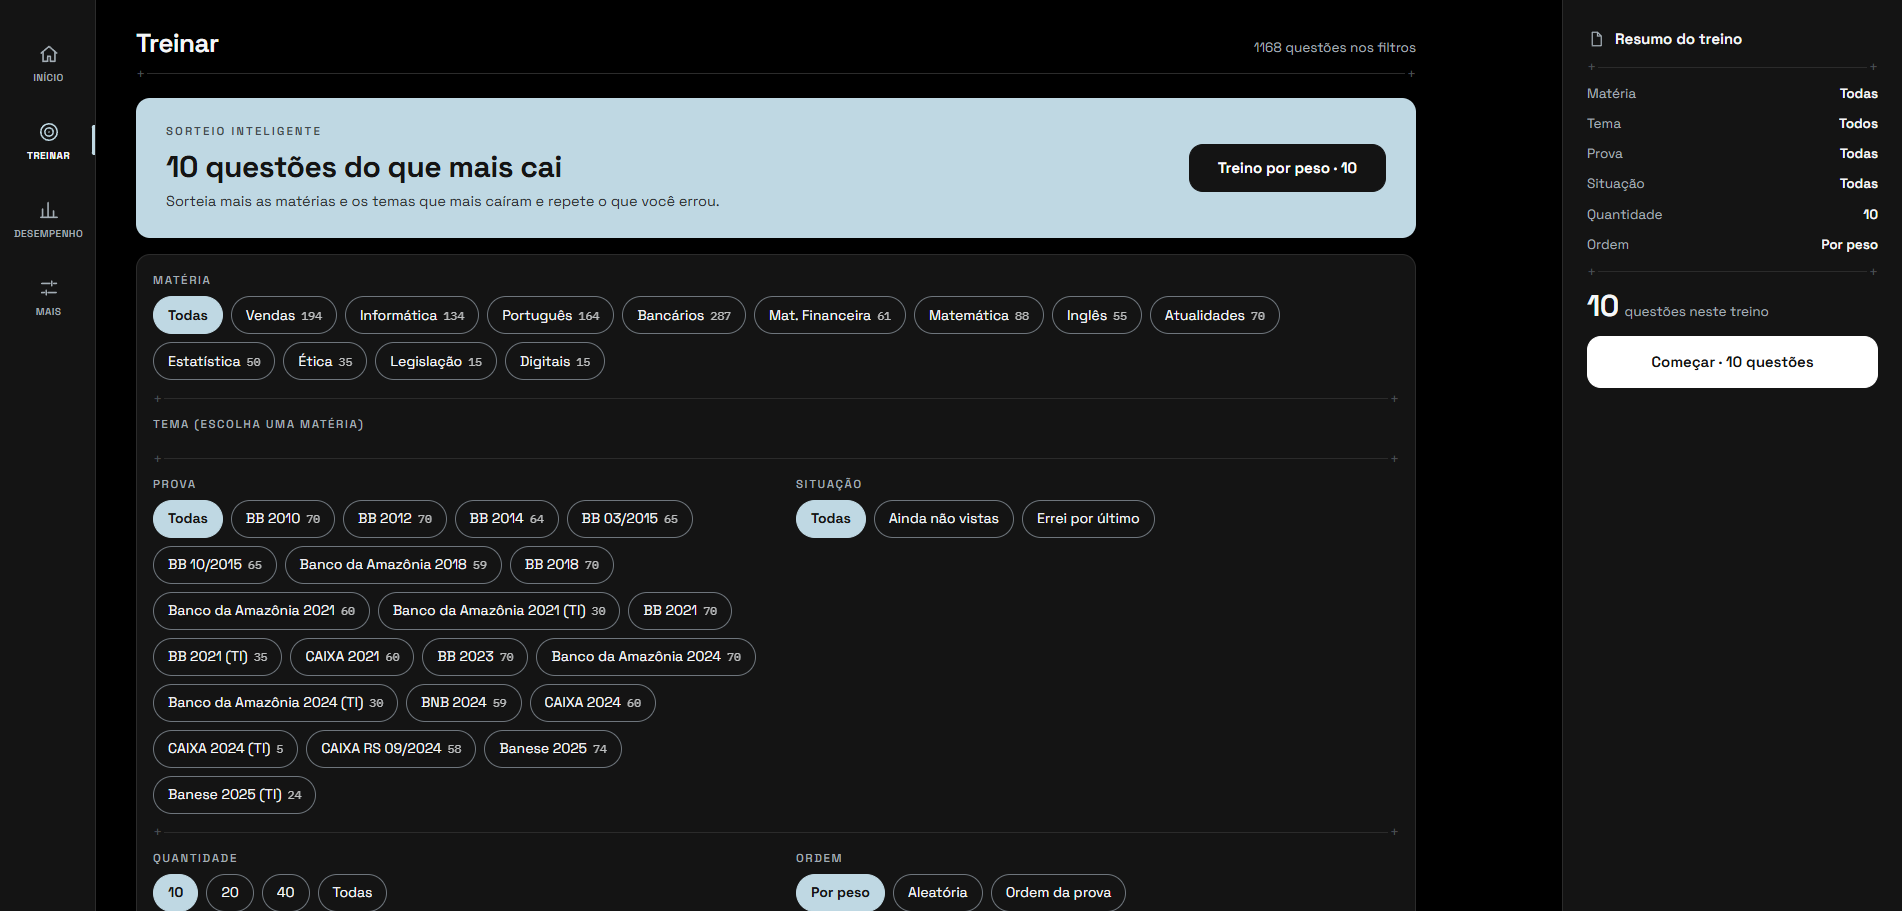 INÍCIO
TREINAR
DESEMPENHO
MAIS
Treinar
1168 questões nos filtros
SORTEIO INTELIGENTE
10 questões do que mais cai
Sorteia mais as matérias e os temas que mais caíram e repete o que você errou.
Treino por peso · 10
MATÉRIA
Todas Vendas 194 Informática 134 Português 164 Bancários 287 Mat. Financeira 61 Matemática 88 Inglês 55 Atualidades 70
Estatística 50 Ética 35 Legislação 15 Digitais 15
TEMA (ESCOLHA UMA MATÉRIA)
PROVA
Todas BB 2010 70 BB 2012 70 BB 2014 64 BB 03/2015 65
BB 10/2015 65 Banco da Amazônia 2018 59 BB 2018 70
Banco da Amazônia 2021 60 Banco da Amazônia 2021 (TI) 30 BB 2021 70
BB 2021 (TI) 35 CAIXA 2021 60 BB 2023 70 Banco da Amazônia 2024 70
Banco da Amazônia 2024 (TI) 30 BNB 2024 59 CAIXA 2024 60
CAIXA 2024 (TI) 5 CAIXA RS 09/2024 58 Banese 2025 74
Banese 2025 (TI) 24
SITUAÇÃO
Todas Ainda não vistas Errei por último
QUANTIDADE
10 20 40 Todas
ORDEM
Por peso Aleatória Ordem da prova
Resumo do treino
Matéria Todas
Tema Todos
Prova Todas
Situação Todas
Quantidade 10
Ordem Por peso
10 questões neste treino
Começar · 10 questões